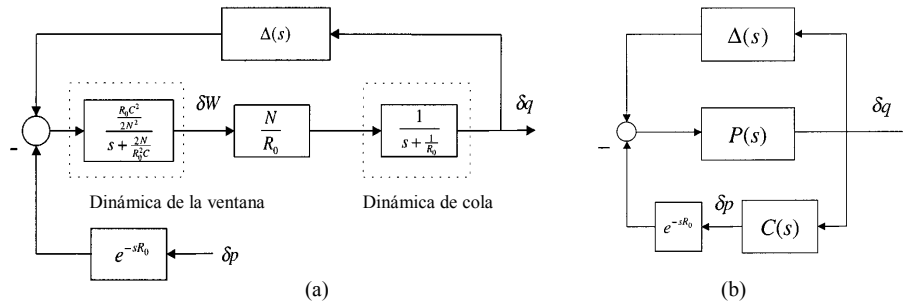 Δ(s)
δW
δq
-
R₀C²
2N²
s + 2N
R₀²C
N
R₀
1
s + 1
R₀
Dinámica de la ventana
Dinámica de cola
e^{-sR₀}
δp
(a)
Δ(s)
δq
-
P(s)
δp
e^{-sR₀}
C(s)
(b)